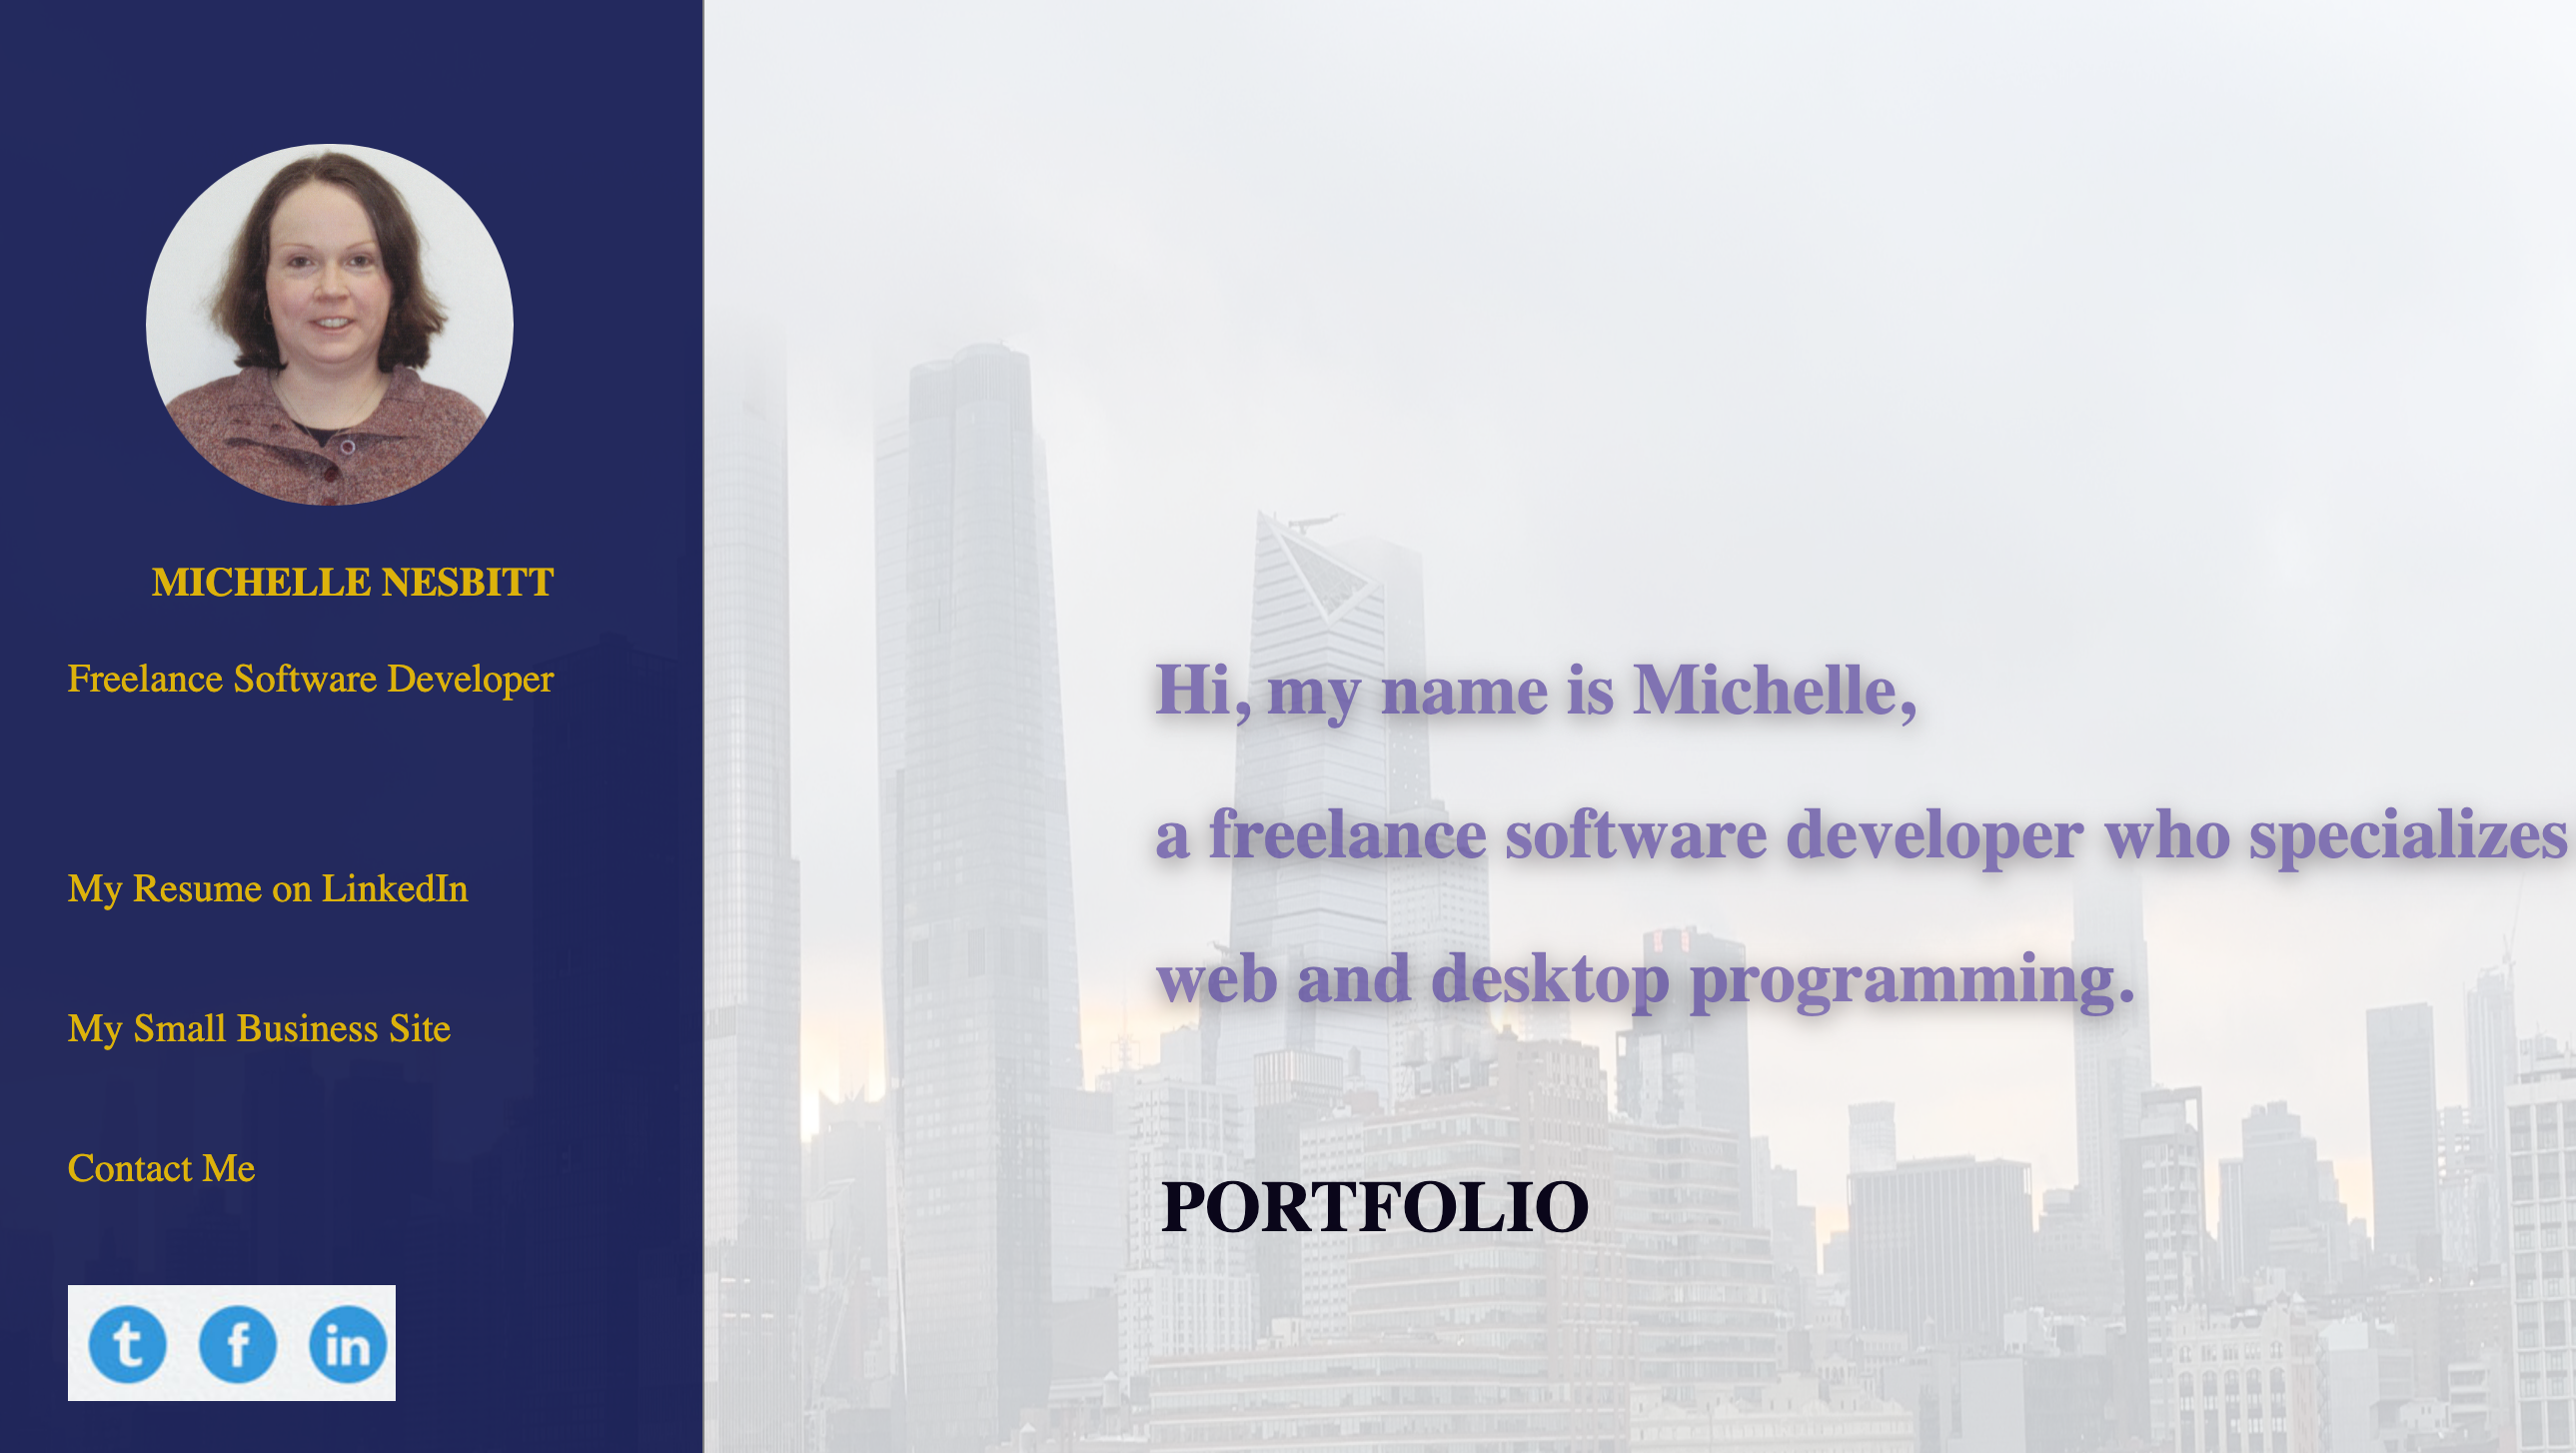 MICHELLE NESBITT
Freelance Software Developer
My Resume on LinkedIn
My Small Business Site
Contact Me
t f in
Hi, my name is Michelle,
a freelance software developer who specializes
web and desktop programming.
PORTFOLIO